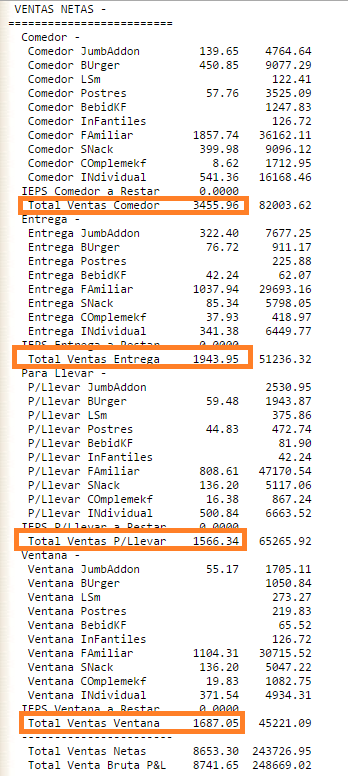 VENTAS NETAS -
=========================
Comedor -
Comedor JumbAddon 139.65 4764.64
Comedor BUrger 450.85 9077.29
Comedor LSm 122.41
Comedor Postres 57.76 3525.09
Comedor BebidKF 1247.83
Comedor InFantiles 126.72
Comedor FAmiliar 1857.74 36162.11
Comedor SNack 399.98 9096.12
Comedor COmplemekf 8.62 1712.95
Comedor INdividual 541.36 16168.46
IEPS Comedor a Restar 0.0000
Total Ventas Comedor 3455.96 82003.62
Entrega -
Entrega JumbAddon 322.40 7677.25
Entrega BUrger 76.72 911.17
Entrega Postres 225.88
Entrega BebidKF 42.24 62.07
Entrega FAmiliar 1037.94 29693.16
Entrega SNack 85.34 5798.05
Entrega COmplemekf 37.93 418.97
Entrega INdividual 341.38 6449.77
IEPS Entrega a Restar 0.0000
Total Ventas Entrega 1943.95 51236.32
Para Llevar -
P/Llevar JumbAddon 2530.95
P/Llevar BUrger 59.48 1943.87
P/Llevar LSm 375.86
P/Llevar Postres 44.83 472.74
P/Llevar BebidKF 81.90
P/Llevar InFantiles 42.24
P/Llevar FAmiliar 808.61 47170.54
P/Llevar SNack 136.20 5117.06
P/Llevar COmplemekf 16.38 867.24
P/Llevar INdividual 500.84 6663.52
IEPS P/Llevar a Restar 0.0000
Total Ventas P/Llevar 1566.34 65265.92
Ventana -
Ventana JumbAddon 55.17 1705.11
Ventana BUrger 1050.84
Ventana LSm 273.27
Ventana Postres 219.83
Ventana BebidKF 65.52
Ventana InFantiles 126.72
Ventana FAmiliar 1104.31 30715.52
Ventana SNack 136.20 5047.22
Ventana COmplemekf 19.83 1082.75
Ventana INdividual 371.54 4934.31
IEPS Ventana a Restar 0.0000
Total Ventas Ventana 1687.05 45221.09
-----------------------
Total Ventas Netas 8653.30 243726.95
Total Venta Bruta P&L 8741.65 248669.02